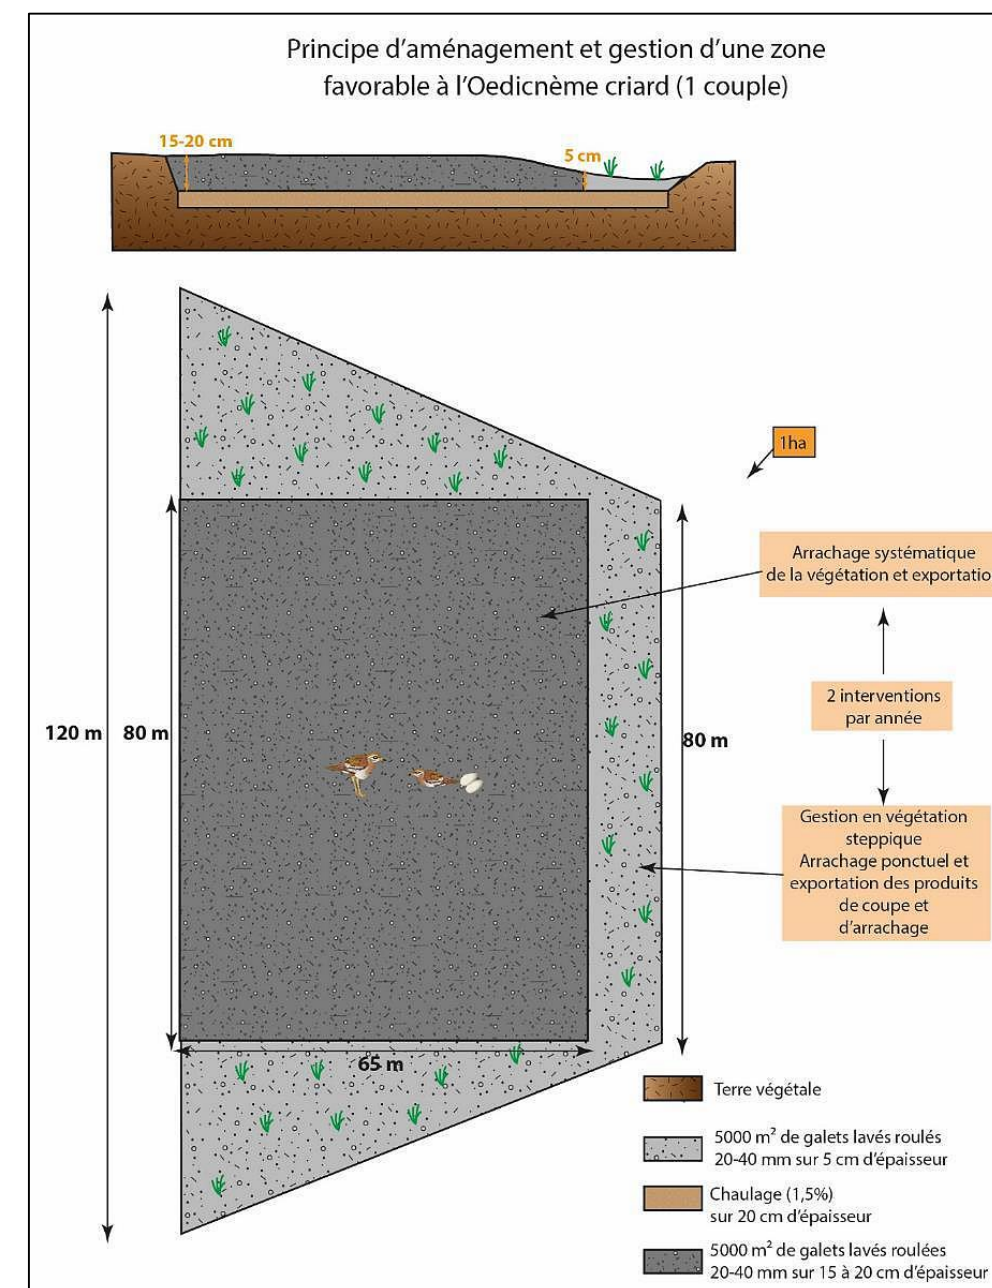 Principe d'aménagement et gestion d'une zone
favorable à l'Oedicnème criard (1 couple)
15-20 cm
5 cm
1ha
Arrachage systématique
de la végétation et exportatio
2 interventions
par année
120 m
80 m
80 m
Gestion en végétation
steppique
Arrachage ponctuel et
exportation des produits
de coupe et
d'arrachage
65 m
Terre végétale
5000 m² de galets lavés roulés
20-40 mm sur 5 cm d'épaisseur
Chaulage (1,5%)
sur 20 cm d'épaisseur
5000 m² de galets lavés roulées
20-40 mm sur 15 à 20 cm d'épaisseur